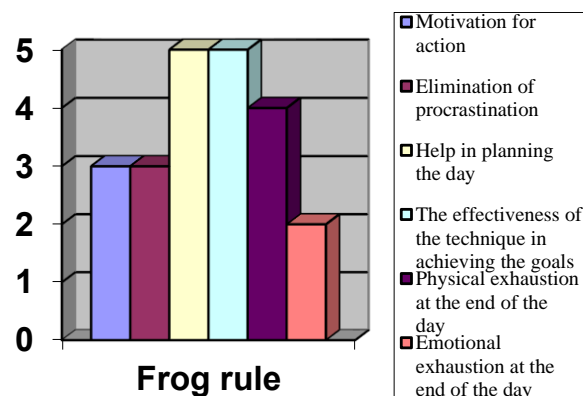 5
4
3
2
1
0
Frog rule
Motivation for
action
Elimination of
procrastination
Help in planning
the day
The effectiveness of
the technique in
achieving the goals
Physical exhaustion
at the end of the
day
Emotional
exhaustion at the
end of the day